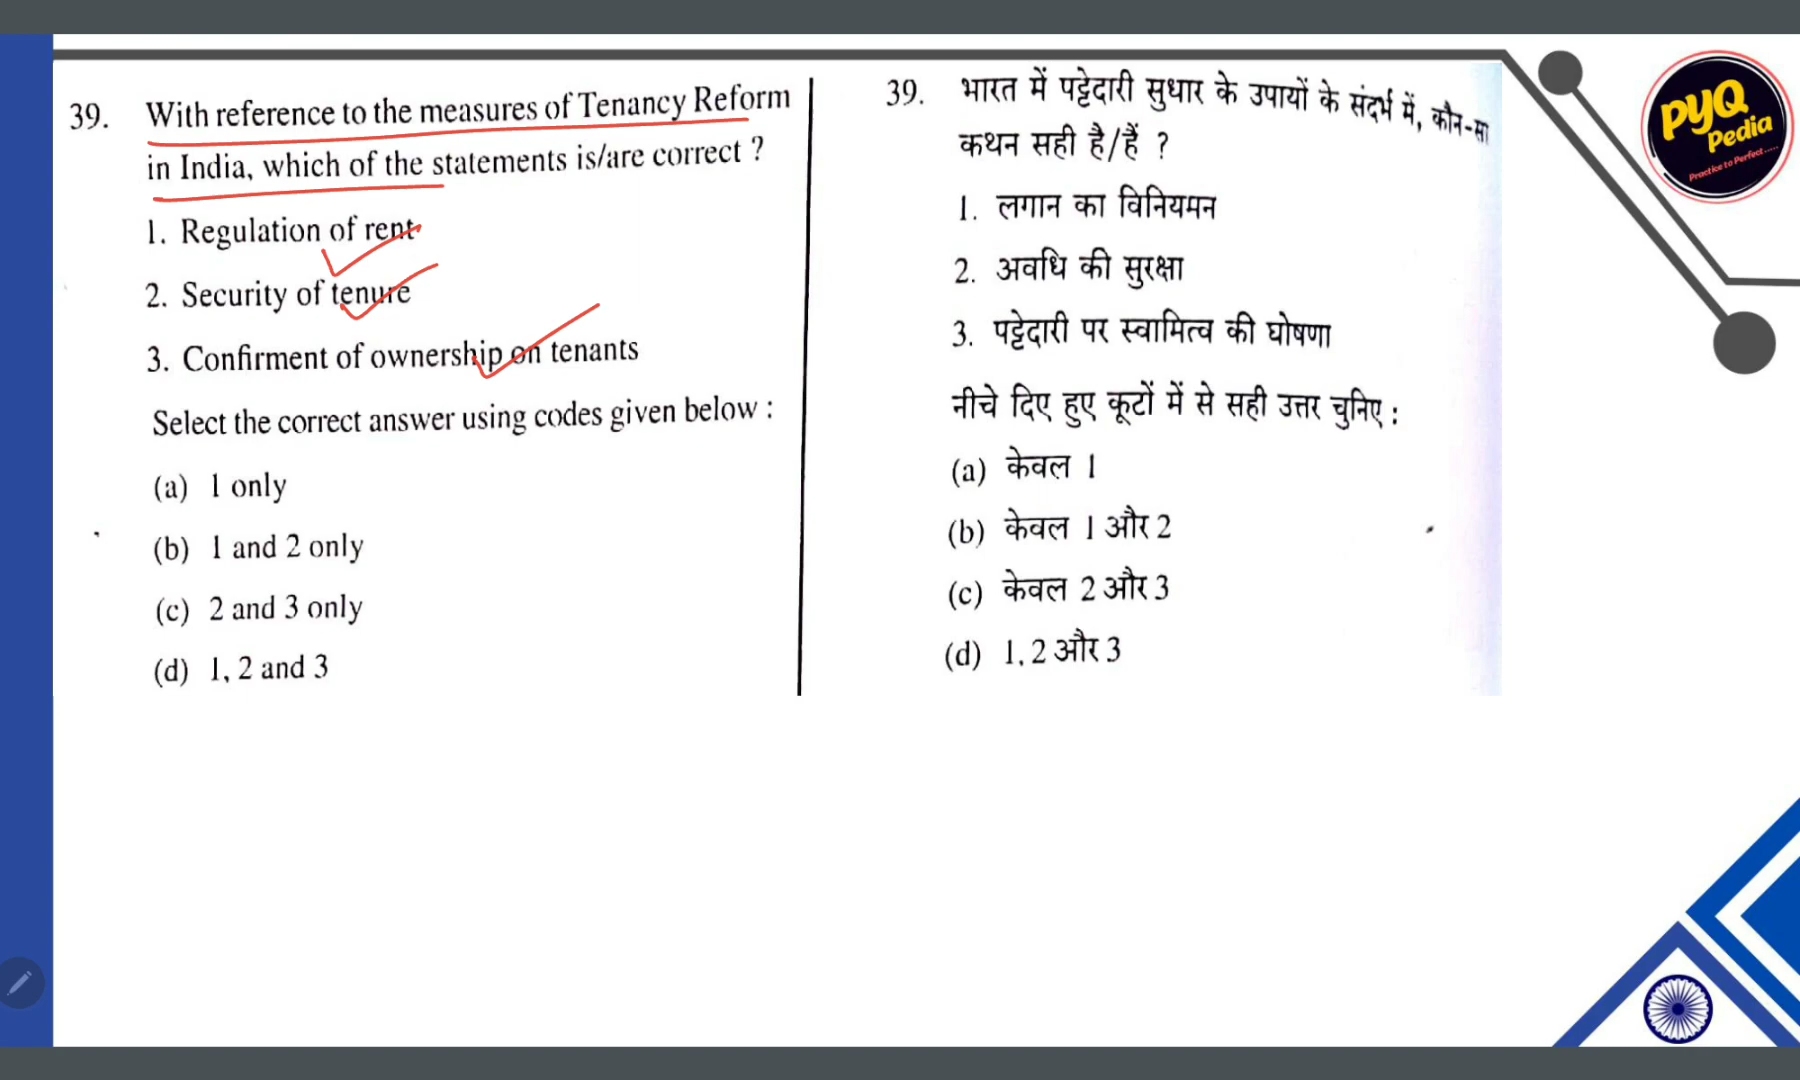 39. With reference to the measures of Tenancy Reform
in India, which of the statements is/are correct ?
1. Regulation of rent
2. Security of tenure
3. Confirment of ownership on tenants
Select the correct answer using codes given below :
(a) 1 only
(b) 1 and 2 only
(c) 2 and 3 only
(d) 1, 2 and 3
39. भारत में पट्टेदारी सुधार के उपायों के संदर्भ में, कौन-सा
कथन सही है/हैं ?
1. लगान का विनियमन
2. अवधि की सुरक्षा
3. पट्टेदारी पर स्वामित्व की घोषणा
नीचे दिए हुए कूटों में से सही उत्तर चुनिए :
(a) केवल 1
(b) केवल 1 और 2
(c) केवल 2 और 3
(d) 1, 2 और 3
PYQ
Pedia
Practice to Perfect.....